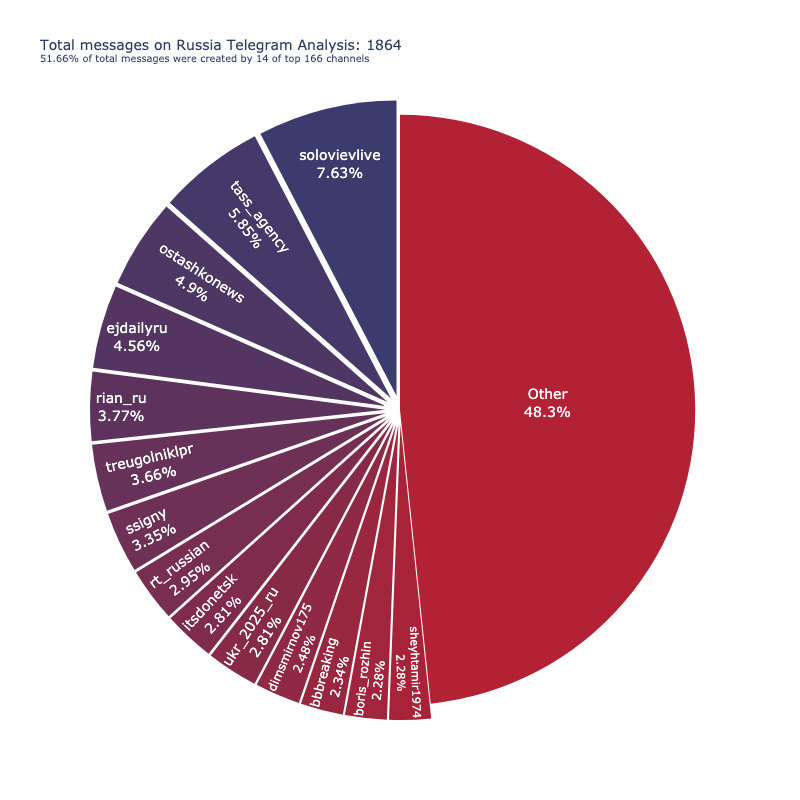 Total messages on Russia Telegram Analysis: 1864
51.66% of total messages were created by 14 of top 166 channels
solovievlive
7.63%
tass_agency
5.85%
ostashkonews
4.9%
ejdailyru
4.56%
rian_ru
3.77%
treugolniklpr
3.66%
ssigny
3.35%
rt_russian
2.95%
itsdonetsk
2.81%
ukr_2025_ru
2.81%
dimsmirnov175
2.48%
bbbreaking
2.34%
boris_rozhin
2.28%
sheyhtamir1974
2.28%
Other
48.3%